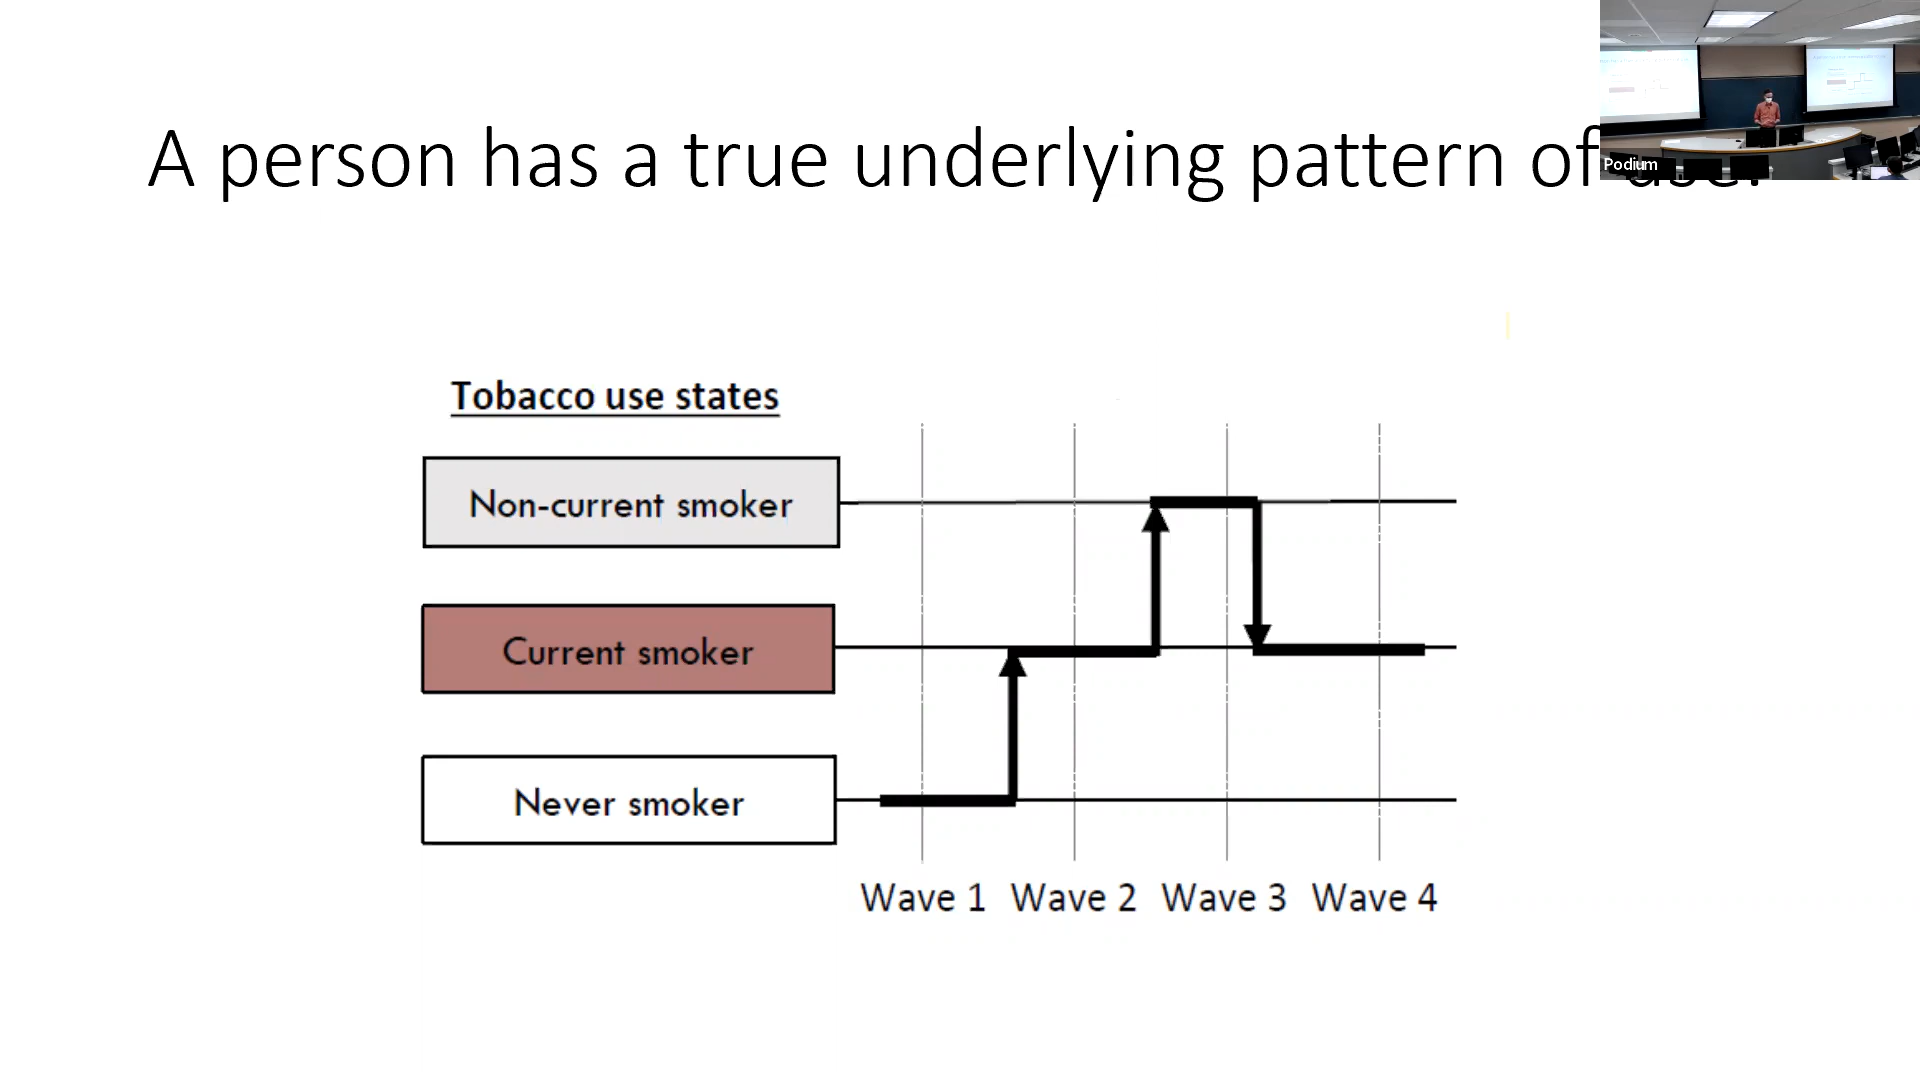 A person has a true underlying pattern of use.
Podium
Tobacco use states
Non-current smoker
Current smoker
Never smoker
Wave 1 Wave 2 Wave 3 Wave 4